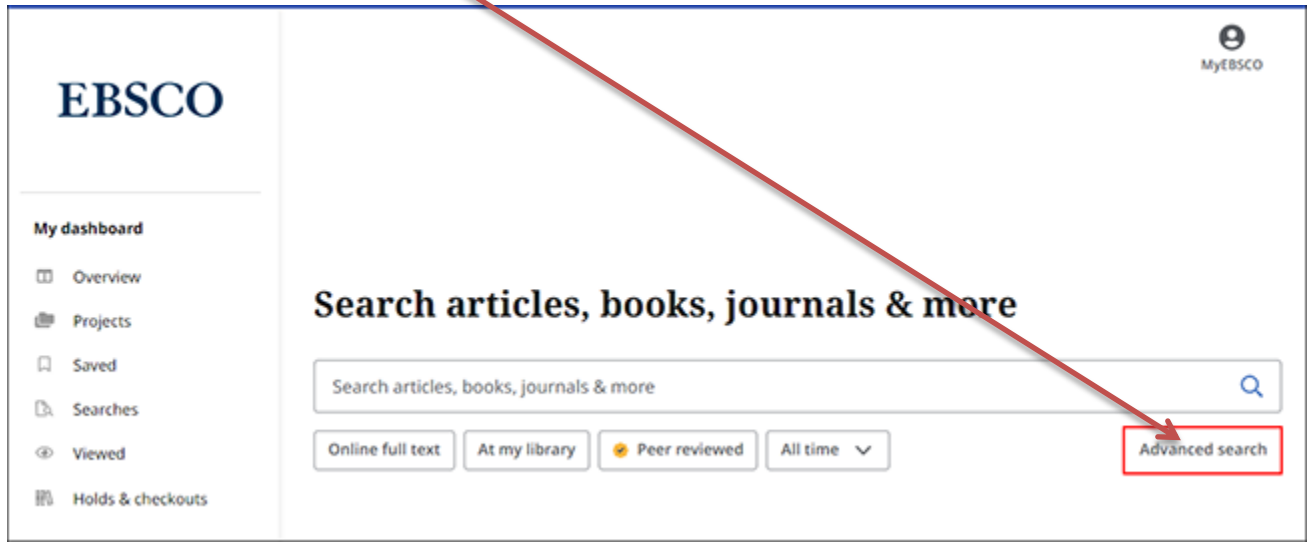 MyEBSCO
EBSCO
My dashboard
Overview
Projects
Saved
Searches
Viewed
Holds & checkouts
Search articles, books, journals & more
Search articles, books, journals & more
Online full text At my library Peer reviewed All time Advanced search